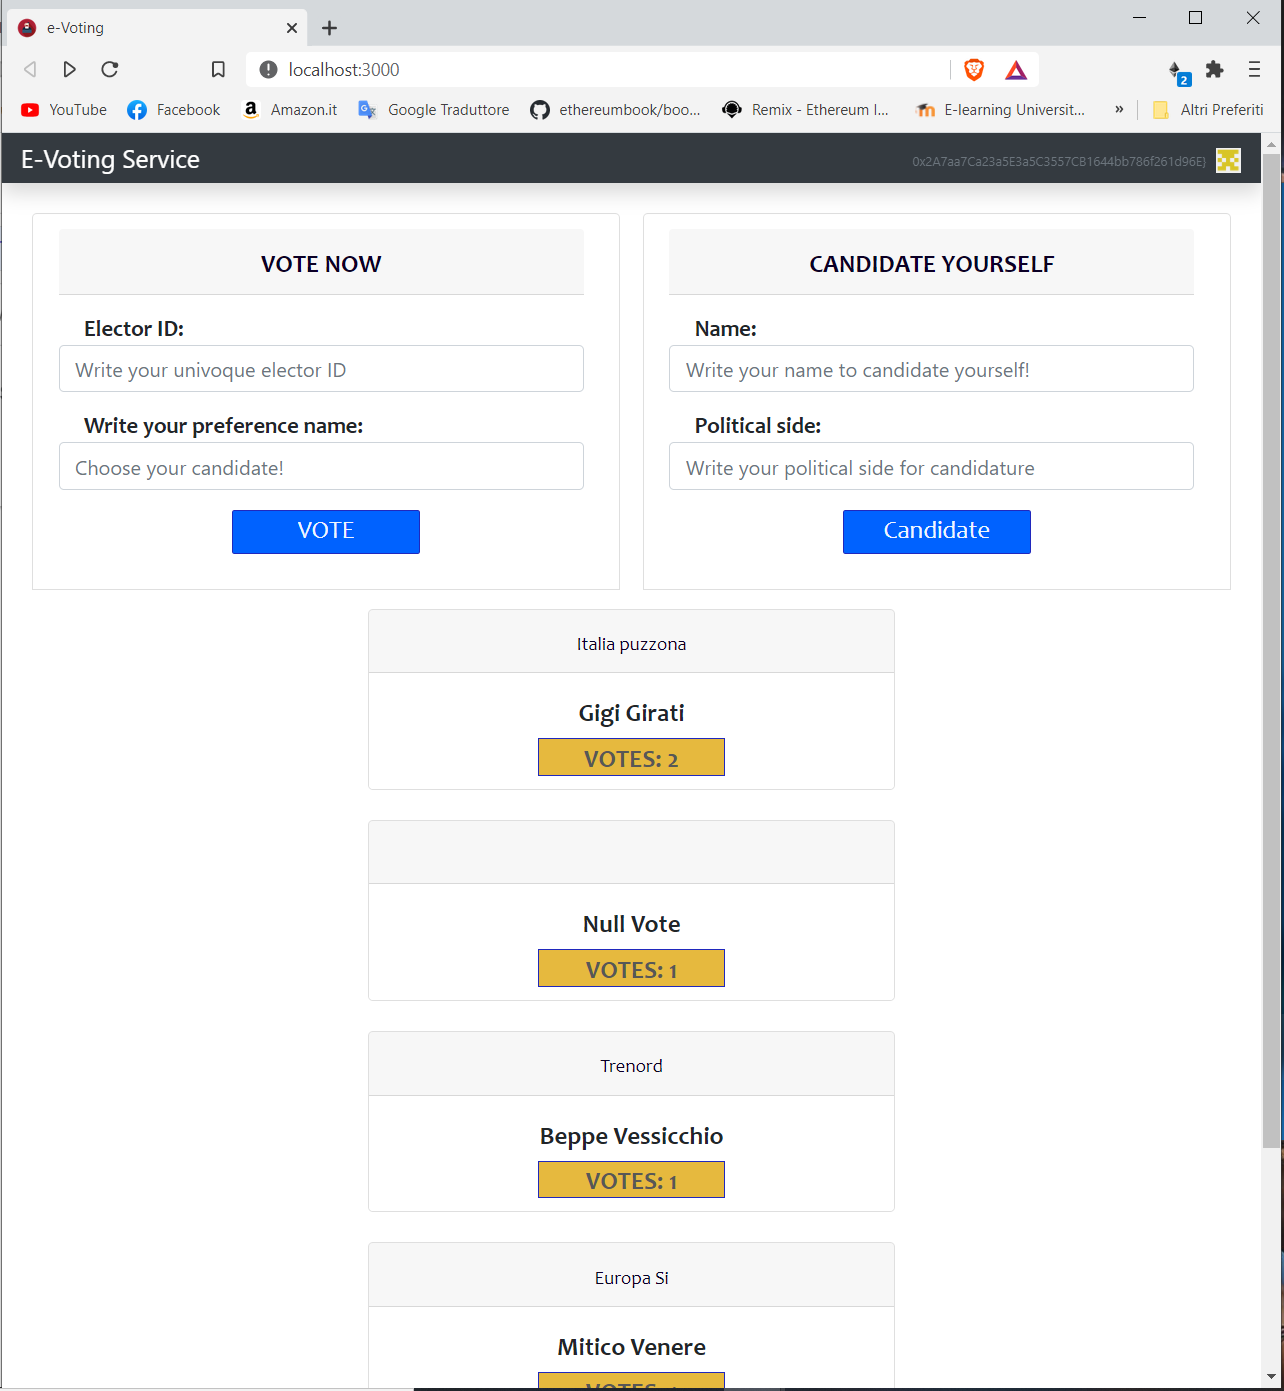 e-Voting
localhost:3000
2
YouTube Facebook Amazon.it Google Traduttore ethereumbook/boo... Remix - Ethereum I... E-learning Universit... » Altri Preferiti
E-Voting Service
0x2A7aa7Ca23a5E3a5C3557CB1644bb786f261d96E}
VOTE NOW
Elector ID:
Write your univoque elector ID
Write your preference name:
Choose your candidate!
VOTE
CANDIDATE YOURSELF
Name:
Write your name to candidate yourself!
Political side:
Write your political side for candidature
Candidate
Italia puzzona
Gigi Girati
VOTES: 2
Null Vote
VOTES: 1
Trenord
Beppe Vessicchio
VOTES: 1
Europa Si
Mitico Venere
VOTES: